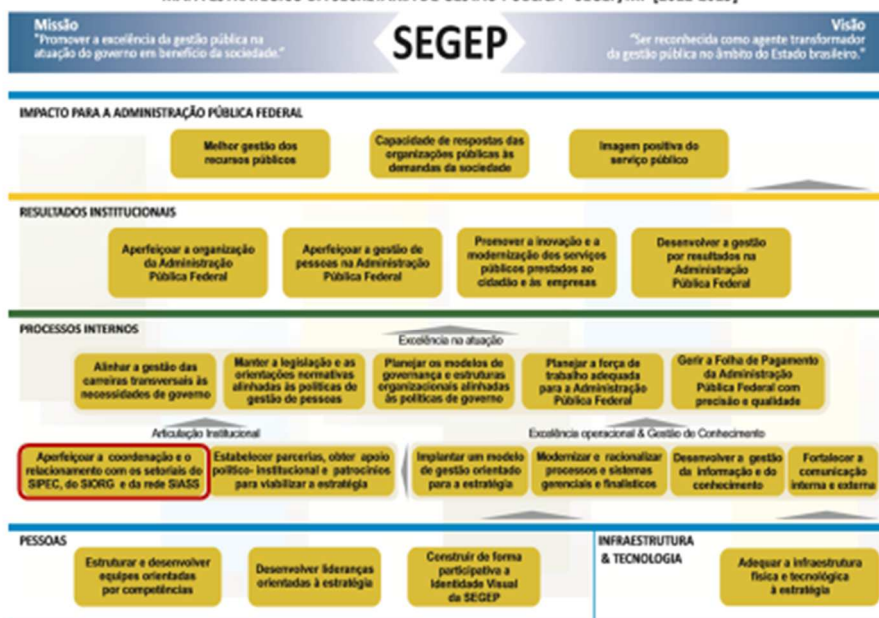 Missão
"Promover a excelência da gestão pública na
atuação do governo em benefício da sociedade."
SEGEP
Visão
"Ser reconhecida como agente transformador
da gestão pública no âmbito do Estado brasileiro."
IMPACTO PARA A ADMINISTRAÇÃO PÚBLICA FEDERAL
Melhor gestão dos
recursos públicos
Capacidade de respostas das
organizações públicas às
demandas da sociedade
Imagem positiva do
serviço público
RESULTADOS INSTITUCIONAIS
Aperfeiçoar a organização
da Administração
Pública Federal
Aperfeiçoar a gestão de
pessoas na Administração
Pública Federal
Promover a inovação e a
modernização dos serviços
públicos prestados ao
cidadão e às empresas
Desenvolver a gestão
por resultados na
Administração
Pública Federal
PROCESSOS INTERNOS
Excelência na atuação
Alinhar a gestão das
carreiras transversais às
necessidades de governo
Manter a legislação e as
orientações normativas
alinhadas às políticas de
gestão de pessoas
Planejar os modelos de
governança e estruturas
organizacionais alinhadas
às políticas de governo
Planejar a força de
trabalho adequada
para a Administração
Pública Federal
Gerir a Folha de Pagamento
da Administração
Pública Federal com
precisão e qualidade
Articulação Institucional
Excelência operacional & Gestão de Conhecimento
Aperfeiçoar a coordenação e o
relacionamento com os setoriais do
SIPEC, do SIORG e da rede SIASS
Estabelecer parcerias, obter apoio
político- institucional e patrocínios
para viabilizar a estratégia
Implantar um modelo
de gestão orientado
para a estratégia
Modernizar e racionalizar
processos e sistemas
gerenciais e finalísticos
Desenvolver a gestão
da informação e do
conhecimento
Fortalecer a
comunicação
interna e externa
PESSOAS
Estruturar e desenvolver
equipes orientadas
por competências
Desenvolver lideranças
orientadas à estratégia
Construir de forma
participativa a
Identidade Visual
da SEGEP
INFRAESTRUTURA
& TECNOLOGIA
Adequar a infraestrutura
física e tecnológica
à estratégia